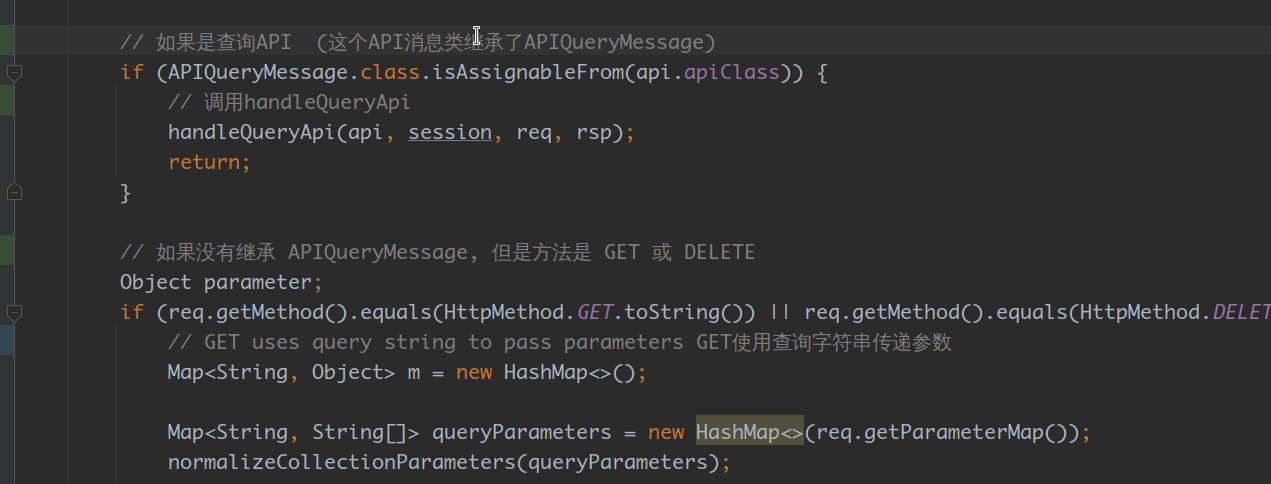 // 如果是查询API  (这个API消息类继承了APIQueryMessage)
if (APIQueryMessage.class.isAssignableFrom(api.apiClass)) {
// 调用handleQueryApi
handleQueryApi(api, session, req, rsp);
return;
}
// 如果没有继承 APIQueryMessage, 但是方法是 GET 或 DELETE
Object parameter;
if (req.getMethod().equals(HttpMethod.GET.toString()) || req.getMethod().equals(HttpMethod.DELET
// GET uses query string to pass parameters GET使用查询字符串传递参数
Map<String, Object> m = new HashMap<>();
Map<String, String[]> queryParameters = new HashMap<>(req.getParameterMap());
normalizeCollectionParameters(queryParameters);